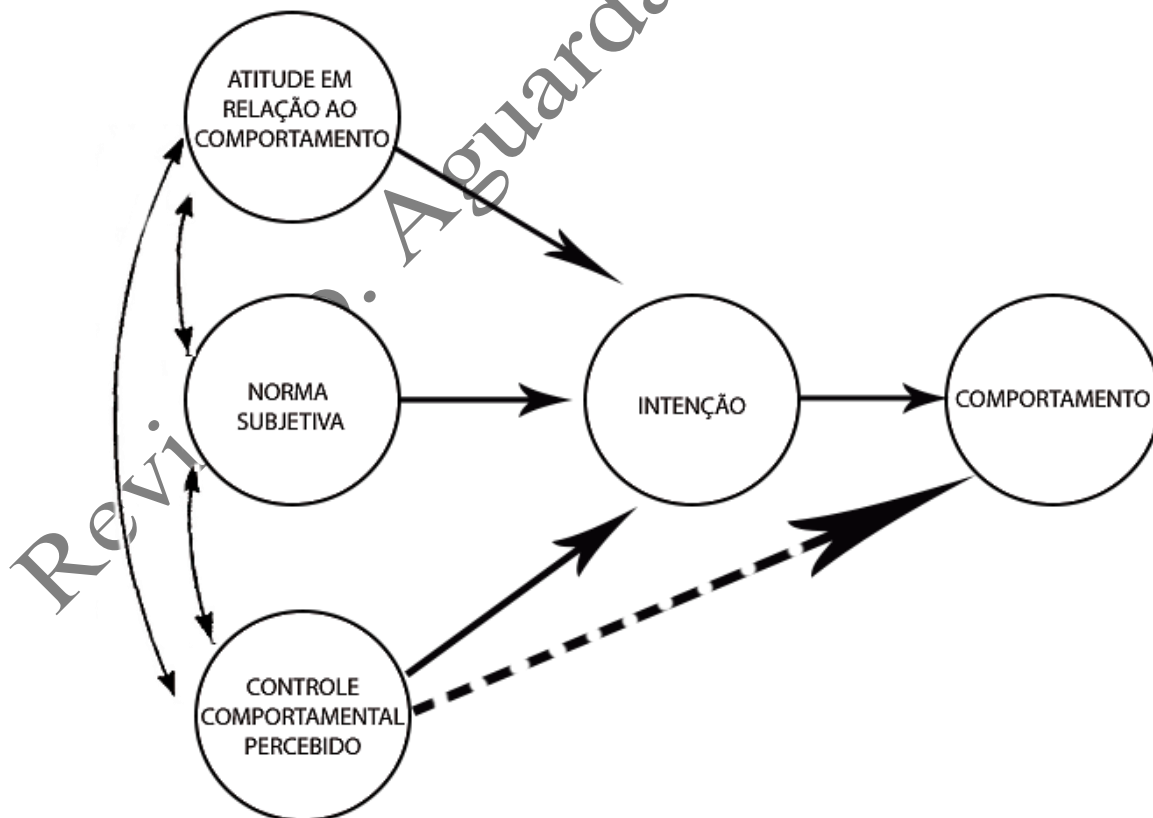 ATITUDE EM
RELAÇÃO AO
COMPORTAMENTO
NORMA
SUBJETIVA
INTENÇÃO
COMPORTAMENTO
CONTROLE
COMPORTAMENTAL
PERCEBIDO